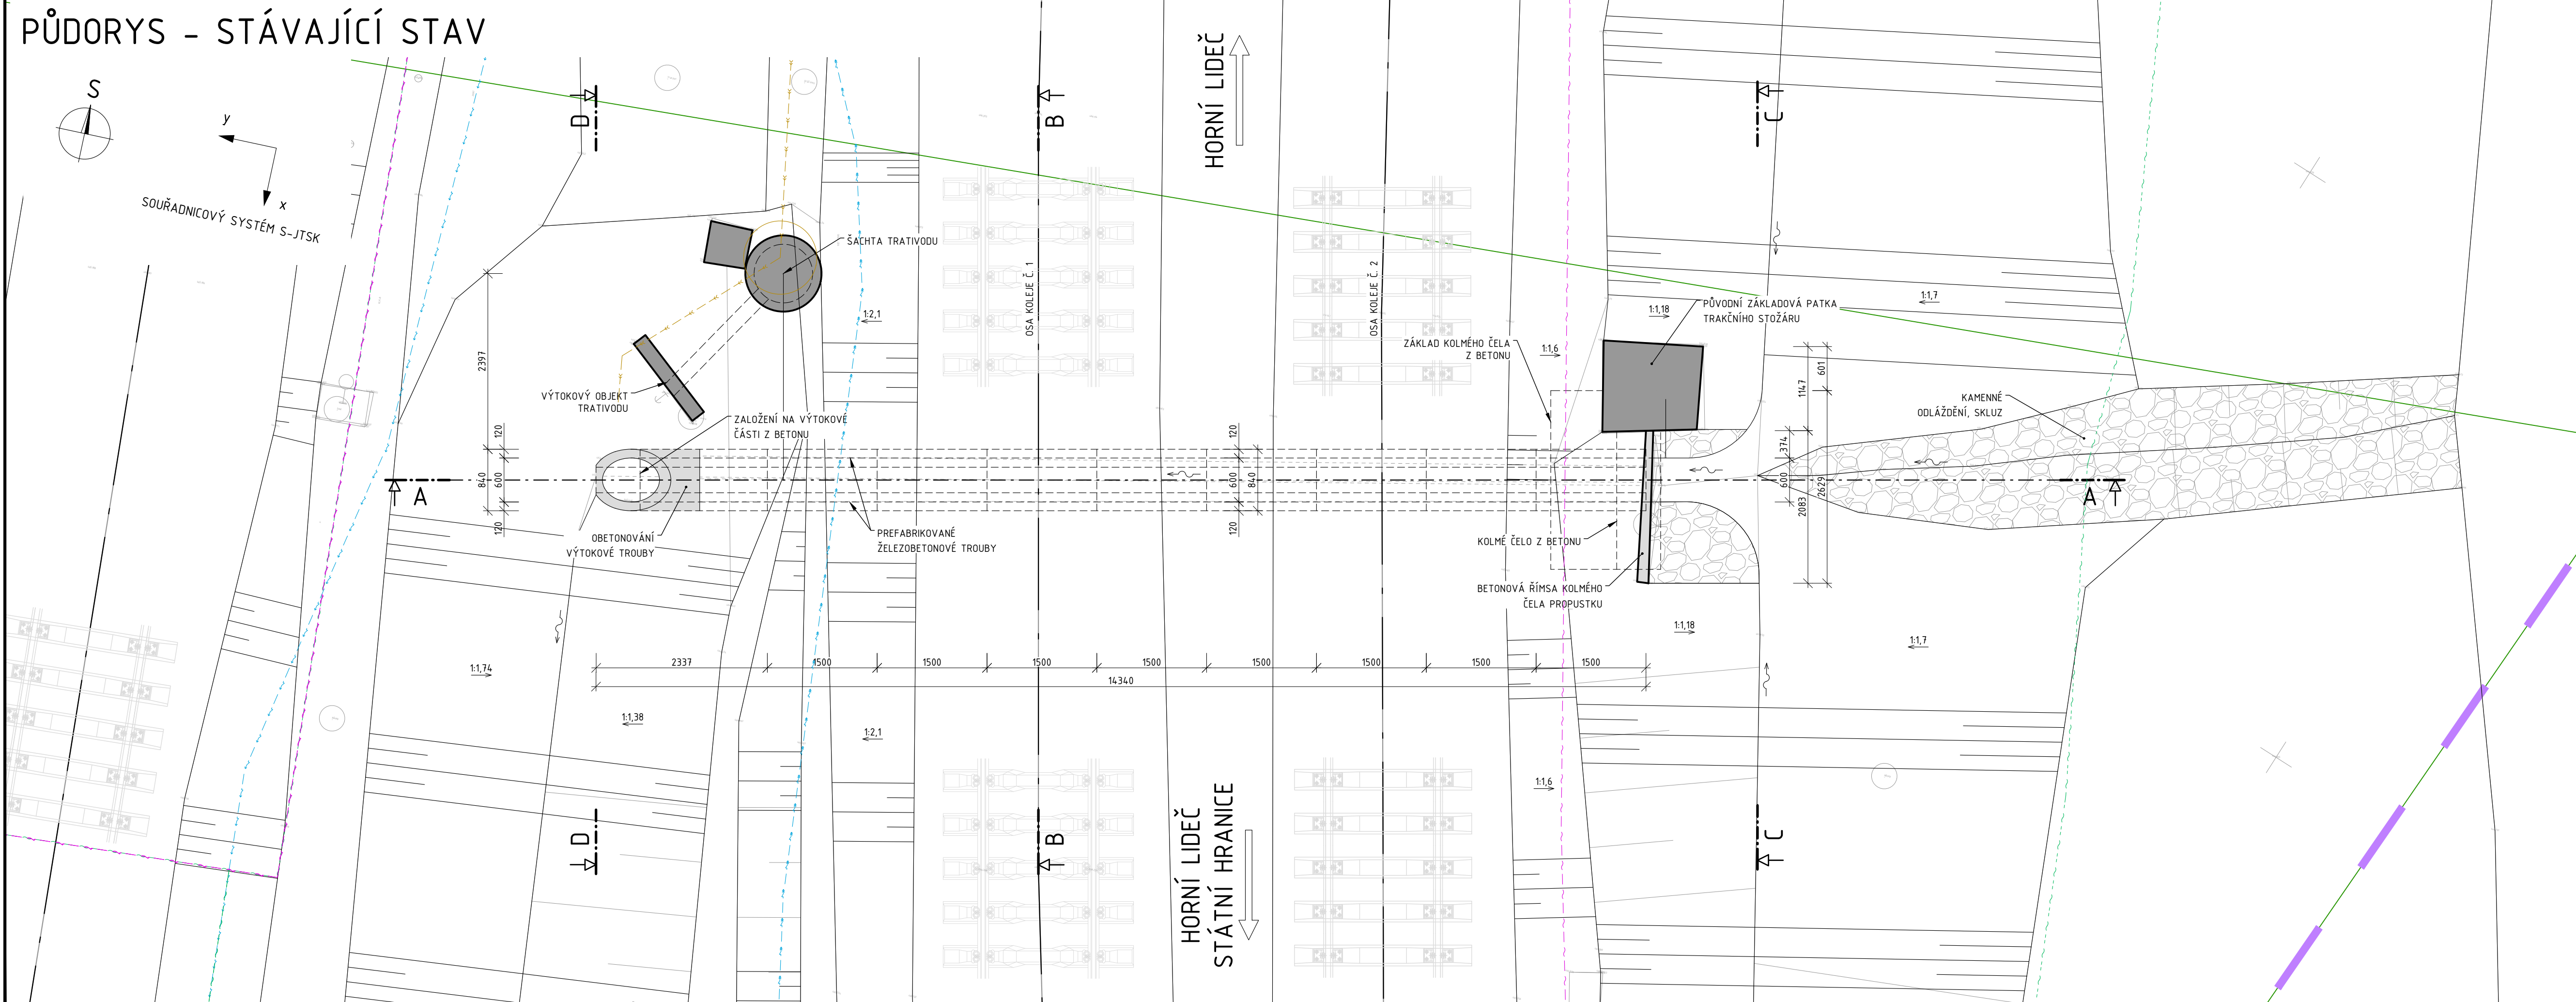 PŮDORYS - STÁVAJÍCÍ STAV
S
y
x
SOUŘADNICOVÝ SYSTÉM S-JTSK
D
B
HORNÍ LIDEČ
C
ŠACHTA TRATIVODU
1:2,1
OSA KOLEJE Č. 1
OSA KOLEJE Č. 2
1:1,18
PŮVODNÍ ZÁKLADOVÁ PATKA
TRAKČNÍHO STOŽÁRU
1:1,7
ZÁKLAD KOLMÉHO ČELA
Z BETONU
1:1,6
2397
VÝTOKOVÝ OBJEKT
TRATIVODU
ZALOŽENÍ NA VÝTOKOVÉ
ČÁSTI Z BETONU
601
1147
KAMENNÉ
ODLÁŽDĚNÍ, SKLUZ
120
840
600
120
120
600
840
120
374
600
2083
2629
A
A
OBETONOVÁNÍ
VÝTOKOVÉ TROUBY
PREFABRIKOVANÉ
ŽELEZOBETONOVÉ TROUBY
KOLMÉ ČELO Z BETONU
BETONOVÁ ŘÍMSA KOLMÉHO
ČELA PROPUSTKU
1:1,18
1:1,7
1:1,74
2337
1500
1500
1500
1500
1500
1500
1500
1500
14340
1:1,38
1:2,1
1:1,6
D
B
HORNÍ LIDEČ
STÁTNÍ HRANICE
C